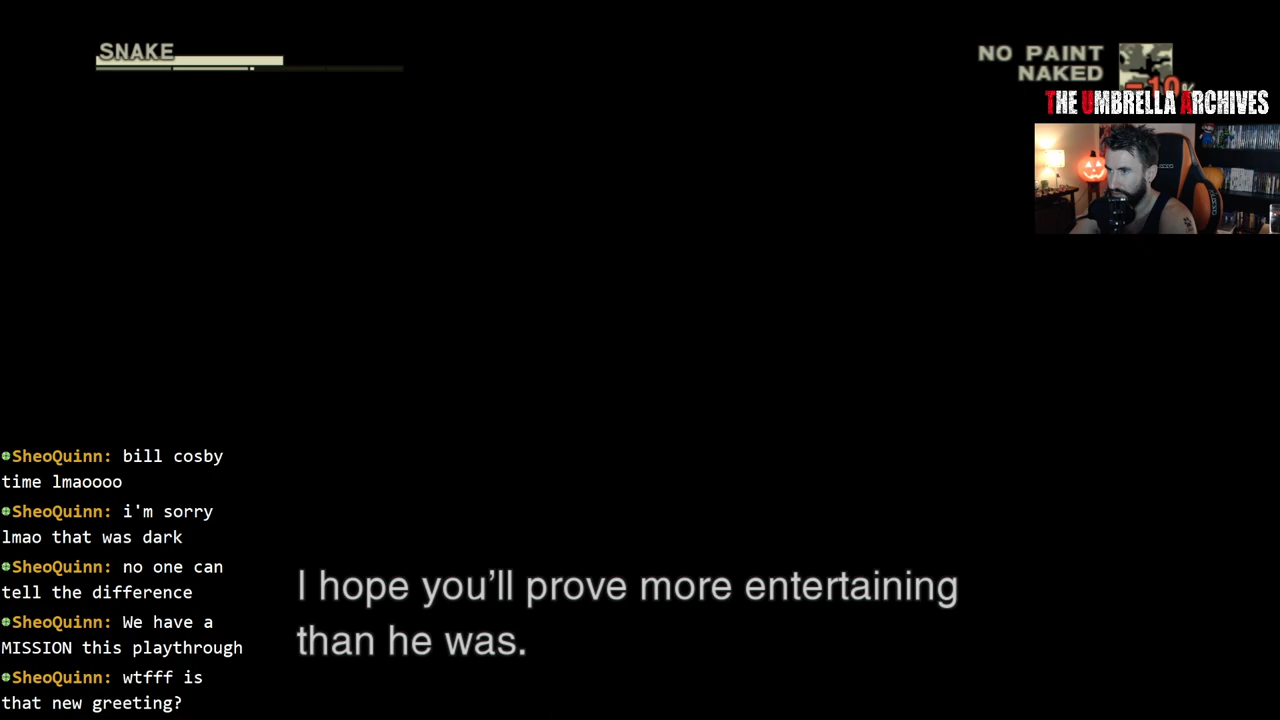 SNAKE
NO PAINT
NAKED
-10%
THE UMBRELLA ARCHIVES
SheoQuinn: bill cosby
time lmaoooo
SheoQuinn: i'm sorry
lmao that was dark
SheoQuinn: no one can
tell the difference
SheoQuinn: We have a
MISSION this playthrough
SheoQuinn: wtfff is
that new greeting?
I hope you’ll prove more entertaining
than he was.